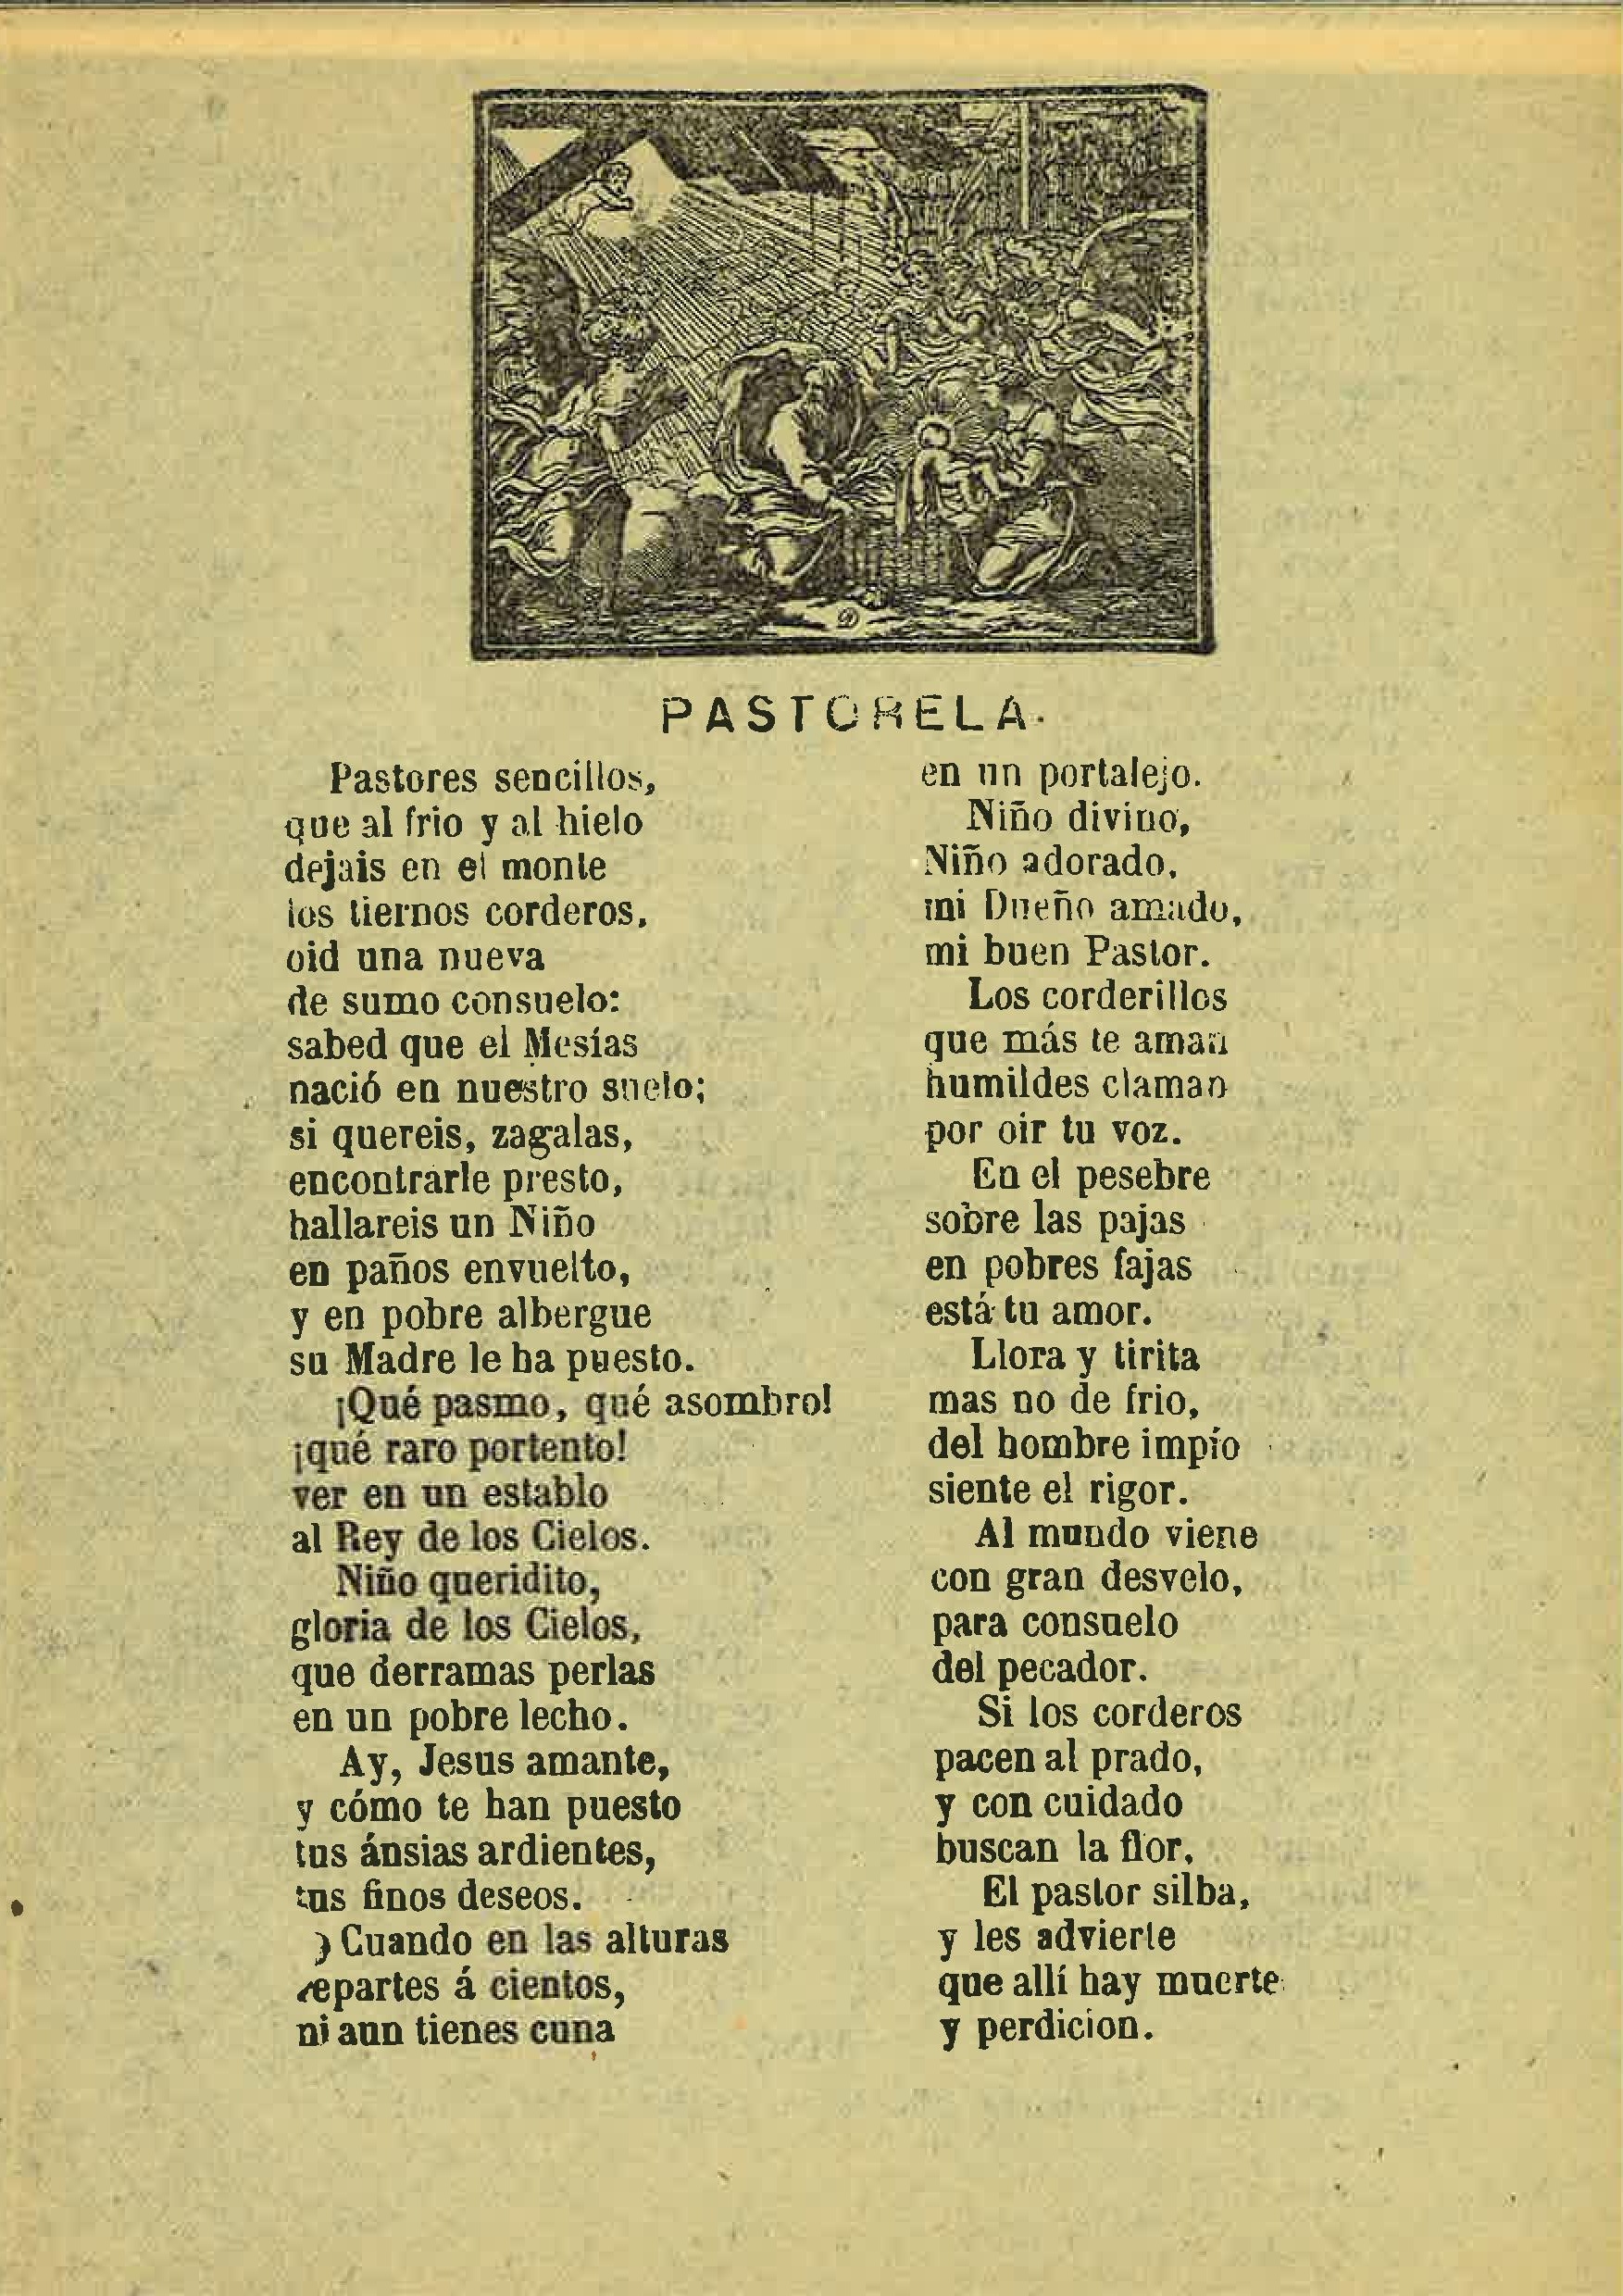 PASTORELA.
Pastores sencillos,
que al frio y al hielo
dejais en el monte
los tiernos corderos,
oid una nueva
de sumo consuelo:
sabed que el Mesías
nació en nuestro suelo;
si quereis, zagalas,
encontrarle presto,
hallareis un Niño
en paños envuelto,
y en pobre albergue
su Madre le ha puesto.
¡Qué pasmo, qué asombro!
¡qué raro portento!
ver en un establo
al Rey de los Cielos.
Niño queridito,
gloria de los Cielos,
que derramas perlas
en un pobre lecho.
Ay, Jesus amante,
y cómo te han puesto
tus ánsias ardientes,
tus finos deseos.
Cuando en las alturas
repartes á cientos,
ni aun tienes cuna
en un portalejo.
Niño divino,
Niño adorado,
mi Dueño amado,
mi buen Pastor.
Los corderillos
que más te aman
humildes claman
por oir tu voz.
En el pesebre
sobre las pajas
en pobres fajas
está tu amor.
Llora y tirita
mas no de frio,
del hombre impío
siente el rigor.
Al mundo viene
con gran desvelo,
para consuelo
del pecador.
Si los corderos
pacen al prado,
y con cuidado
buscan la flor,
El pastor silba,
y les advierte
que allí hay muerte
y perdicion.